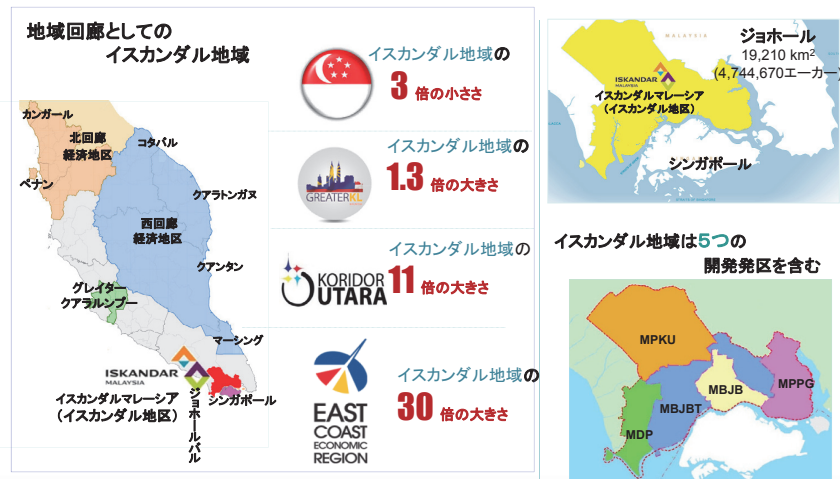 地域回廊としての
イスカンダル地域
カンガール
北回廊
経済地区
コタバル
ペナン
クアラトンガヌ
西回廊
経済地区
クアンタン
グレイター
クアラルンプー
マーシング
ISKANDAR
MALAYSIA
イスカンダルマレーシア
(イスカンダル地区)
シンガポール
ジョホールバル
イスカンダル地域の
3 倍の小ささ
GREATERKL
イスカンダル地域の
1.3 倍の大きさ
KORIDOR
UTARA
イスカンダル地域の
11 倍の大きさ
EAST
COAST
ECONOMIC
REGION
イスカンダル地域の
30 倍の大きさ
MALAYSIA
ジョホール
19,210 km²
(4,744,670エーカー)
ISKANDAR
MALAYSIA
イスカンダルマレーシア
(イスカンダル地区)
シンガポール
イスカンダル地域は5つの
開発発区を含む
MPKU
MBJB
MPPG
MBJBT
MDP